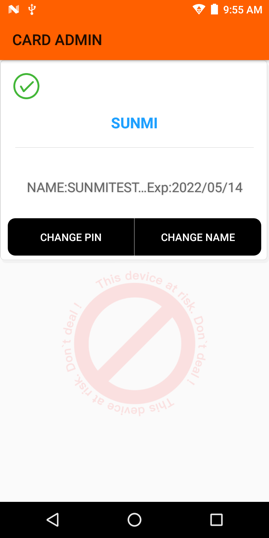 9:55 AM
CARD ADMIN
SUNMI
NAME:SUNMITEST...Exp:2022/05/14
CHANGE PIN
CHANGE NAME
This device at risk. Don't deal !
This device at risk. Don't deal !